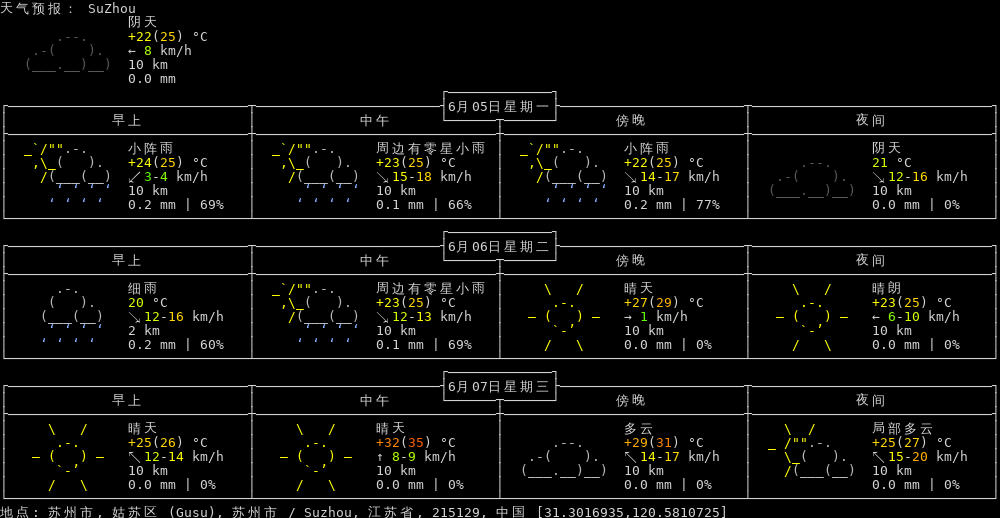 天气预报: SuZhou
阴天
+22(25) °C
← 8 km/h
10 km
0.0 mm
6月05日星期一
早上 中午 傍晚 夜间
小阵雨 周边有零星小雨 小阵雨 阴天
+24(25) °C +23(25) °C +22(25) °C 21 °C
↙ 3-4 km/h ↘ 15-18 km/h ↘ 14-17 km/h ↘ 12-16 km/h
10 km 10 km 10 km 10 km
0.2 mm | 69% 0.1 mm | 66% 0.2 mm | 77% 0.0 mm | 0%
6月06日星期二
早上 中午 傍晚 夜间
细雨 周边有零星小雨 晴天 晴朗
20 °C +23(25) °C +27(29) °C +23(25) °C
↘ 12-16 km/h ↘ 12-13 km/h → 1 km/h ← 6-10 km/h
2 km 10 km 10 km 10 km
0.2 mm | 60% 0.1 mm | 69% 0.0 mm | 0% 0.0 mm | 0%
6月07日星期三
早上 中午 傍晚 夜间
晴天 晴天 多云 局部多云
+25(26) °C +32(35) °C +29(31) °C +25(27) °C
↖ 12-14 km/h ↑ 8-9 km/h ↖ 14-17 km/h ↖ 15-20 km/h
10 km 10 km 10 km 10 km
0.0 mm | 0% 0.0 mm | 0% 0.0 mm | 0% 0.0 mm | 0%
地点: 苏州市, 姑苏区 (Gusu), 苏州市 / Suzhou, 江苏省, 215129, 中国 [31.3016935,120.5810725]